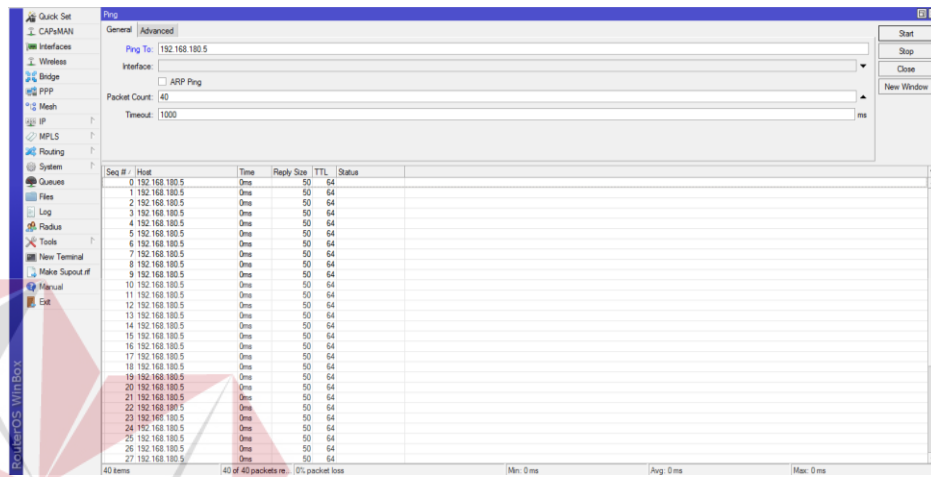 Quick Set
CAPsMAN
Interfaces
Wireless
Bridge
PPP
Mesh
IP
MPLS
Routing
System
Queues
Files
Log
Radius
Tools
New Terminal
Make Supout.rif
Manual
Exit
RouterOS WinBox
Ping
General Advanced
Ping To: 192.168.180.5
Interface:
ARP Ping
Packet Count: 40
Timeout: 1000 ms
Start
Stop
Close
New Window
Seq # Host Time Reply Size TTL Status
0 192.168.180.5 0ms 50 64
1 192.168.180.5 0ms 50 64
2 192.168.180.5 0ms 50 64
3 192.168.180.5 0ms 50 64
4 192.168.180.5 0ms 50 64
5 192.168.180.5 0ms 50 64
6 192.168.180.5 0ms 50 64
7 192.168.180.5 0ms 50 64
8 192.168.180.5 0ms 50 64
9 192.168.180.5 0ms 50 64
10 192.168.180.5 0ms 50 64
11 192.168.180.5 0ms 50 64
12 192.168.180.5 0ms 50 64
13 192.168.180.5 0ms 50 64
14 192.168.180.5 0ms 50 64
15 192.168.180.5 0ms 50 64
16 192.168.180.5 0ms 50 64
17 192.168.180.5 0ms 50 64
18 192.168.180.5 0ms 50 64
19 192.168.180.5 0ms 50 64
20 192.168.180.5 0ms 50 64
21 192.168.180.5 0ms 50 64
22 192.168.180.5 0ms 50 64
23 192.168.180.5 0ms 50 64
24 192.168.180.5 0ms 50 64
25 192.168.180.5 0ms 50 64
26 192.168.180.5 0ms 50 64
27 192.168.180.5 0ms 50 64
40 items 40 of 40 packets re... 0% packet loss Min: 0 ms Avg: 0 ms Max: 0 ms